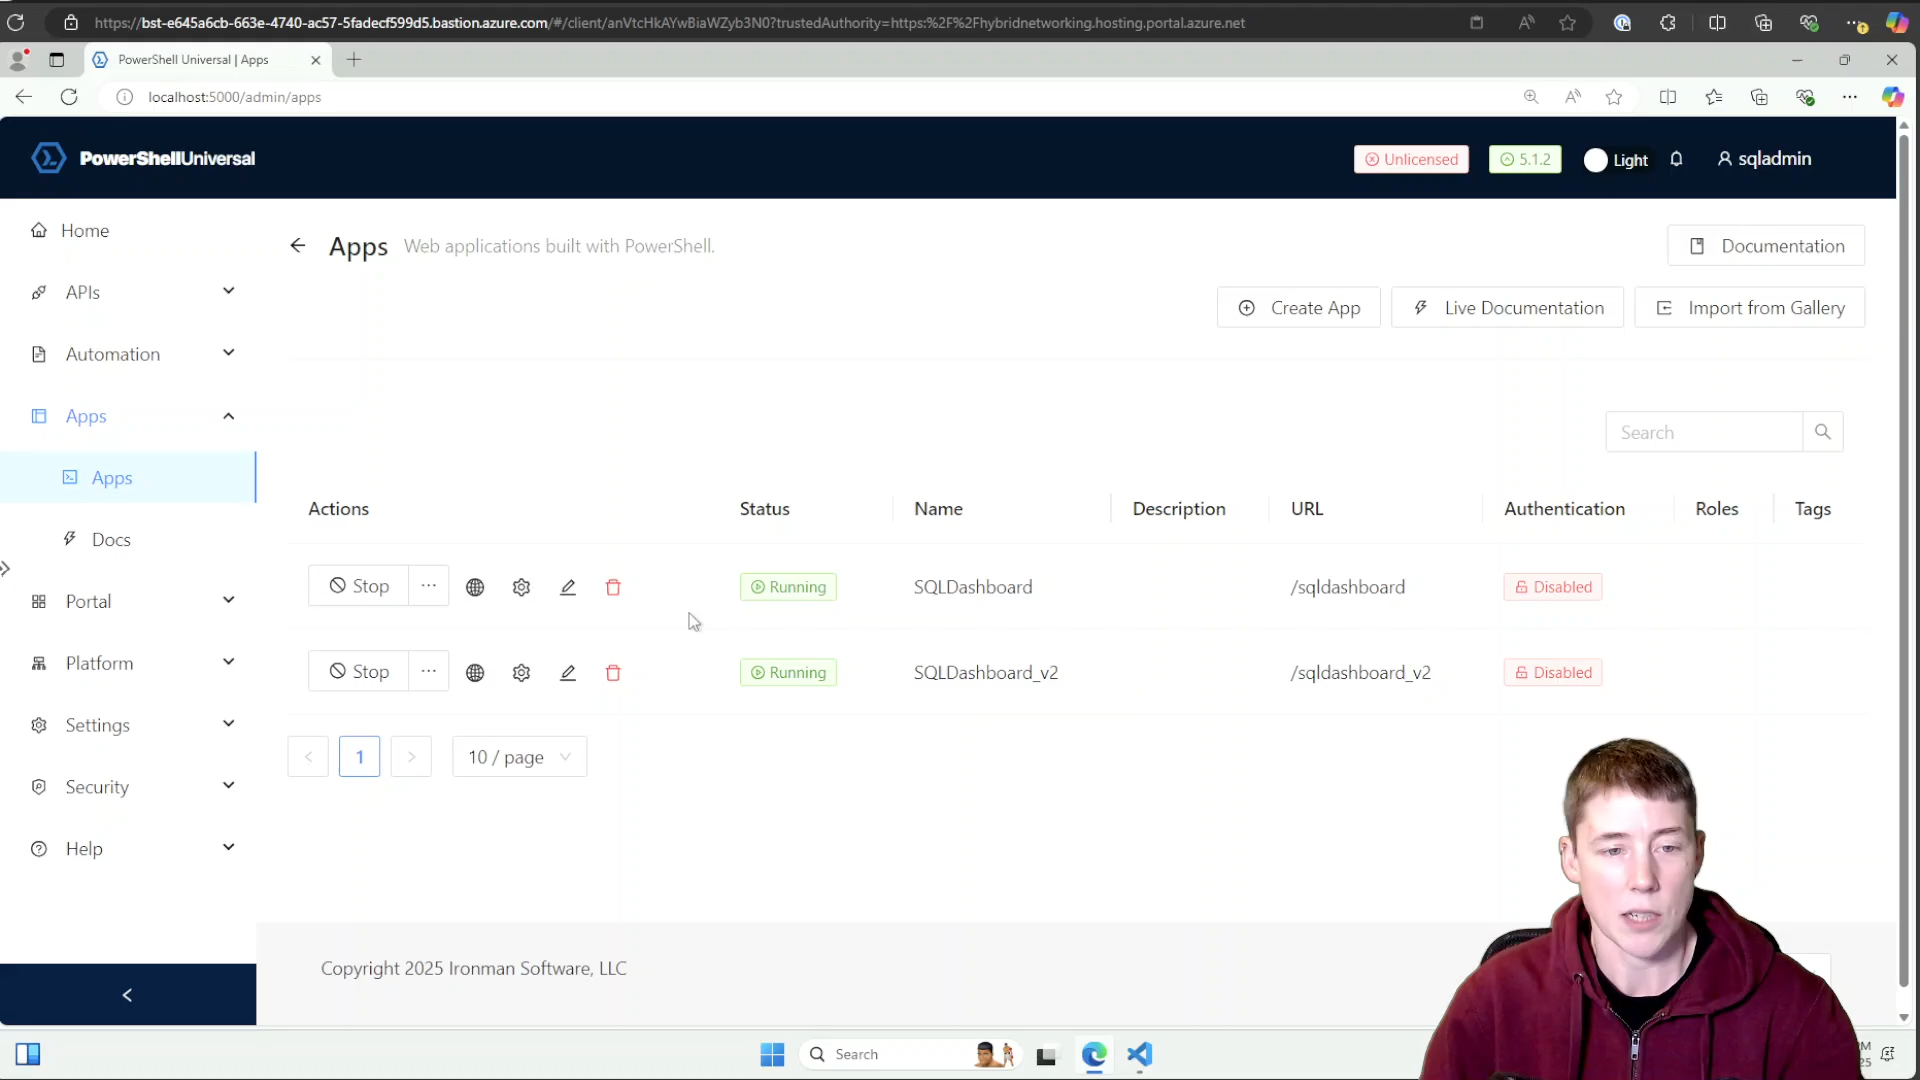 https://bst-e645a6cb-663e-4740-ac57-5fadecf599d5.bastion.azure.com/#/client/anVtcHkAYwBiaWZyb3N0?trustedAuthority=https:%2F%2Fhybridnetworking.hosting.portal.azure.net
PowerShell Universal | Apps
localhost:5000/admin/apps
PowerShellUniversal
Unlicensed
5.1.2
Light
sqladmin
Home
APIs
Automation
Apps
Apps
Docs
Portal
Platform
Settings
Security
Help
Apps Web applications built with PowerShell.
Documentation
Create App
Live Documentation
Import from Gallery
Search
Actions Status Name Description URL Authentication Roles Tags
Stop ... Running SQLDashboard /sqldashboard Disabled
Stop ... Running SQLDashboard_v2 /sqldashboard_v2 Disabled
< 1 > 10 / page
Copyright 2025 Ironman Software, LLC
Search